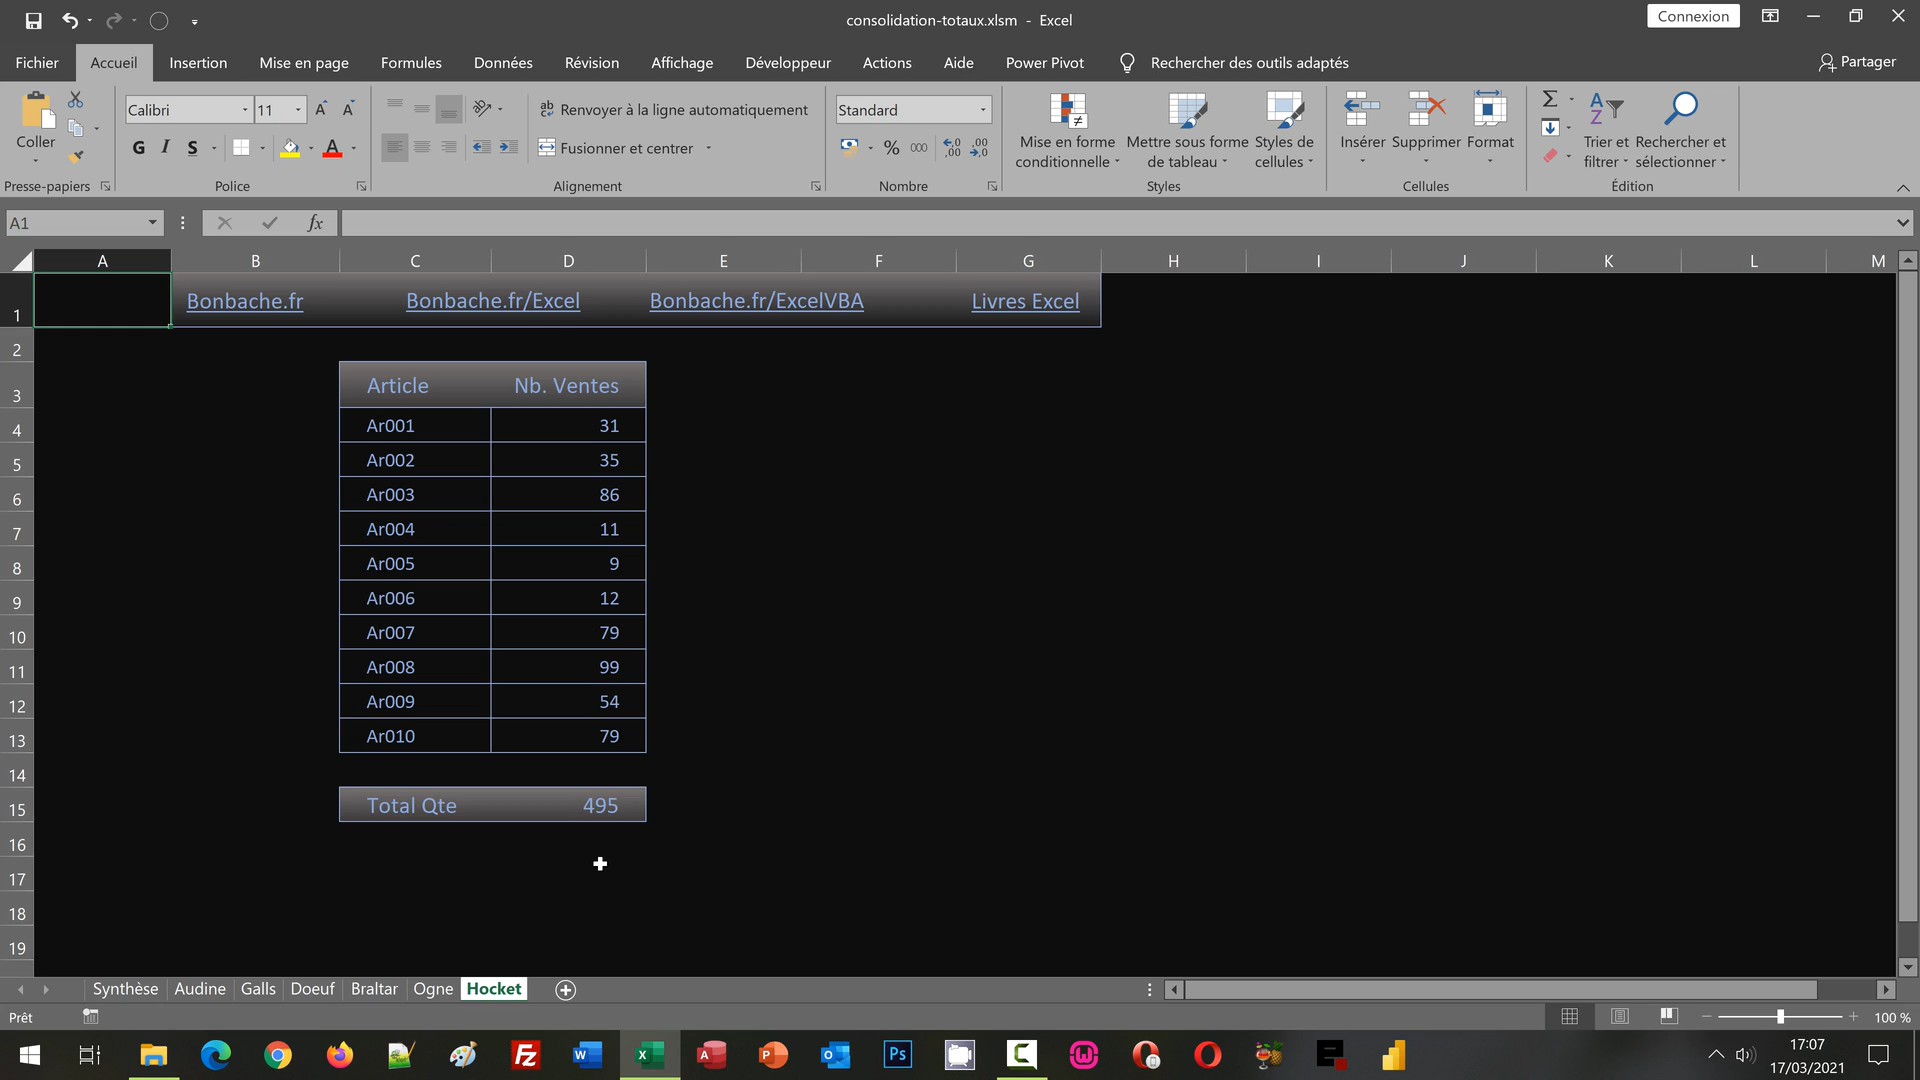 consolidation-totaux.xlsm - Excel
Connexion
Fichier Accueil Insertion Mise en page Formules Données Révision Affichage Développeur Actions Aide Power Pivot Rechercher des outils adaptés Partager
Coller
Presse-papiers
Calibri 11
G I S A
Police
Renvoyer à la ligne automatiquement
Fusionner et centrer
Alignement
Standard
% 000
Nombre
Mise en forme conditionnelle
Mettre sous forme de tableau
Styles de cellules
Styles
Insérer Supprimer Format
Cellules
Trier et filtrer
Rechercher et sélectionner
Édition
A1 fx
A B C D E F G H I J K L M
1 Bonbache.fr Bonbache.fr/Excel Bonbache.fr/ExcelVBA Livres Excel
2
3 Article Nb. Ventes
4 Ar001 31
5 Ar002 35
6 Ar003 86
7 Ar004 11
8 Ar005 9
9 Ar006 12
10 Ar007 79
11 Ar008 99
12 Ar009 54
13 Ar010 79
14
15 Total Qte 495
16
17
18
19
Synthèse Audine Galls Doeuf Braltar Ogne Hocket
Prêt 100 %
17:07
17/03/2021